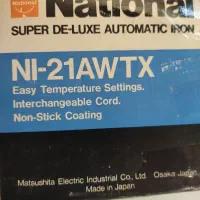 National
National
SUPER DE-LUXE AUTOMATIC IRON
NI-21AWTX
Easy Temperature Settings.
Interchangeable Cord.
Non-Stick Coating
Matsushita Electric Industrial Co., Ltd. Osaka Japan
Made in Japan